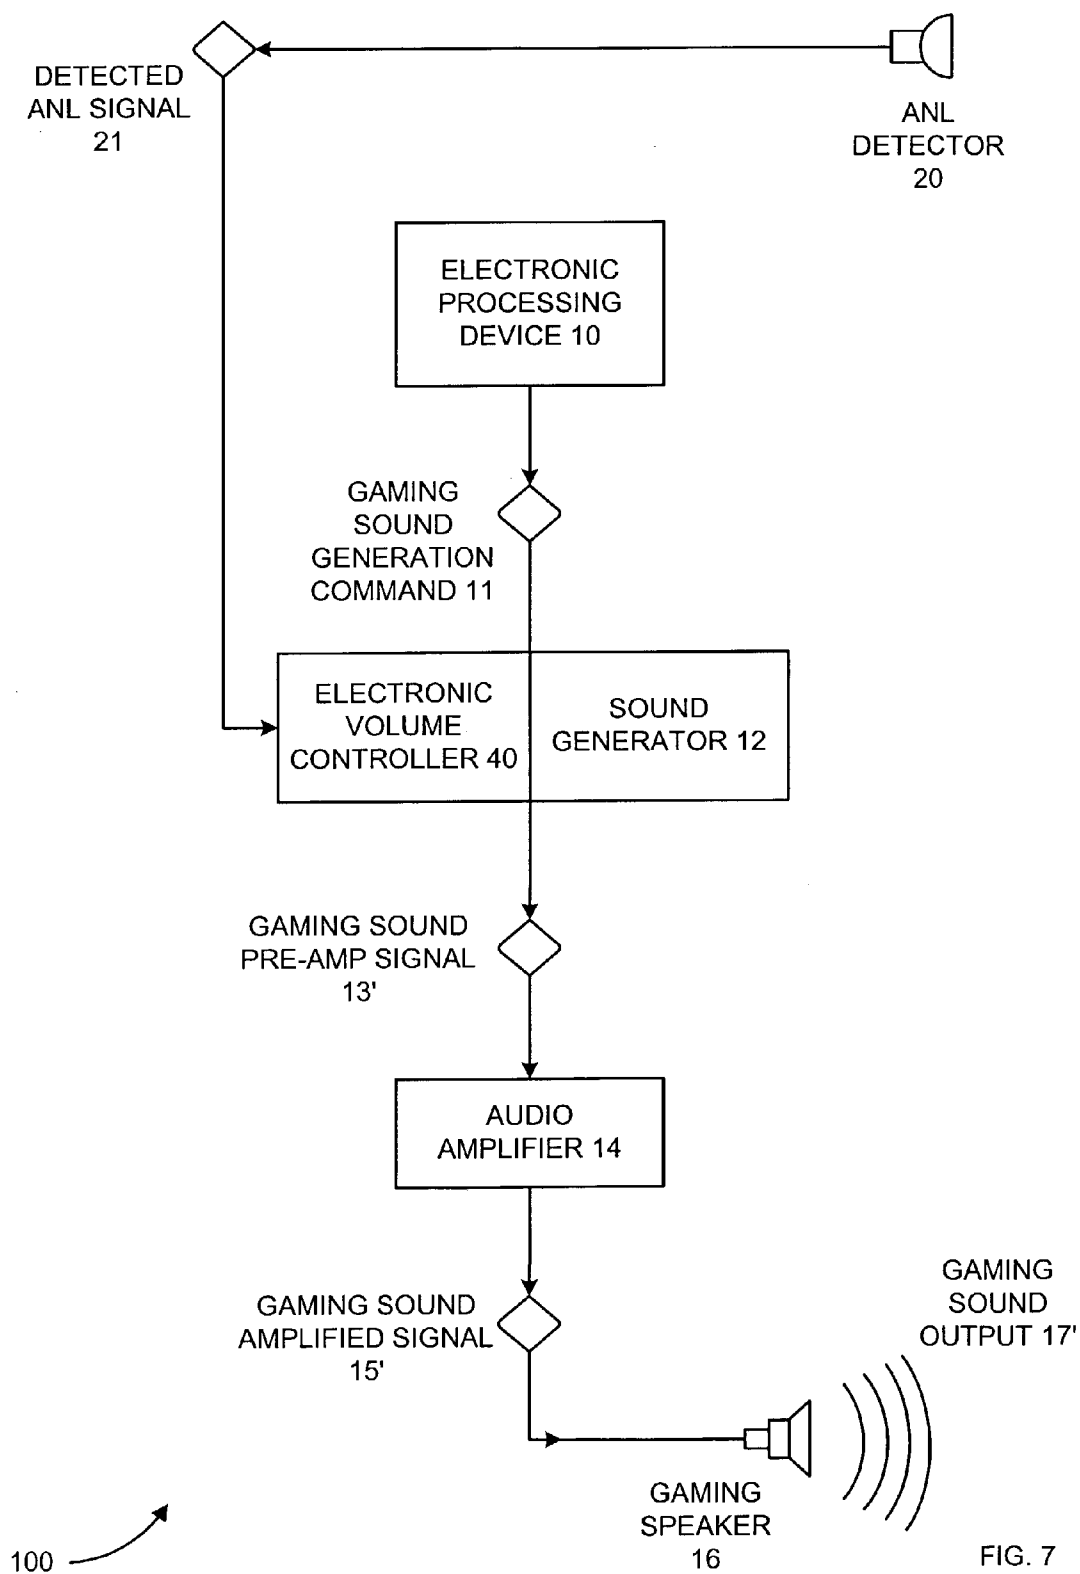 DETECTED
ANL SIGNAL
21
ANL
DETECTOR
20
ELECTRONIC
PROCESSING
DEVICE 10
GAMING
SOUND
GENERATION
COMMAND 11
ELECTRONIC
VOLUME
CONTROLLER 40
SOUND
GENERATOR 12
GAMING SOUND
PRE-AMP SIGNAL
13'
AUDIO
AMPLIFIER 14
GAMING SOUND
AMPLIFIED SIGNAL
15'
GAMING
SOUND
OUTPUT 17'
GAMING
SPEAKER
16
100
FIG. 7